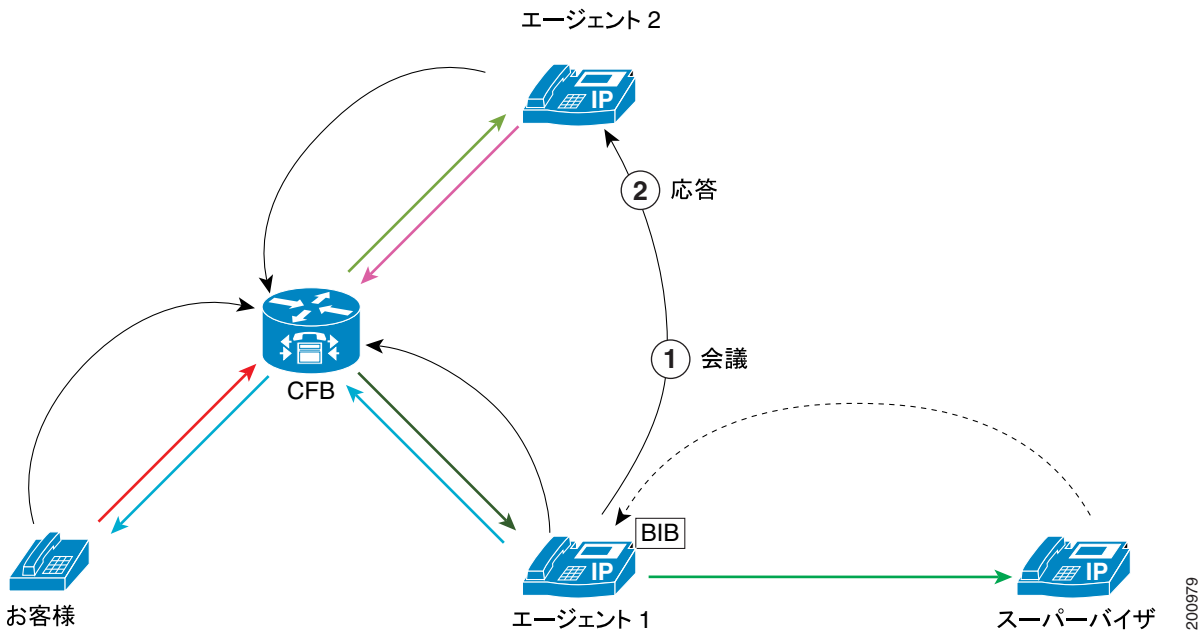 エージェント 2
IP
2 応答
1 会議
CFB
BIB
IP
IP
お客様
エージェント 1
スーパーバイザ
200979